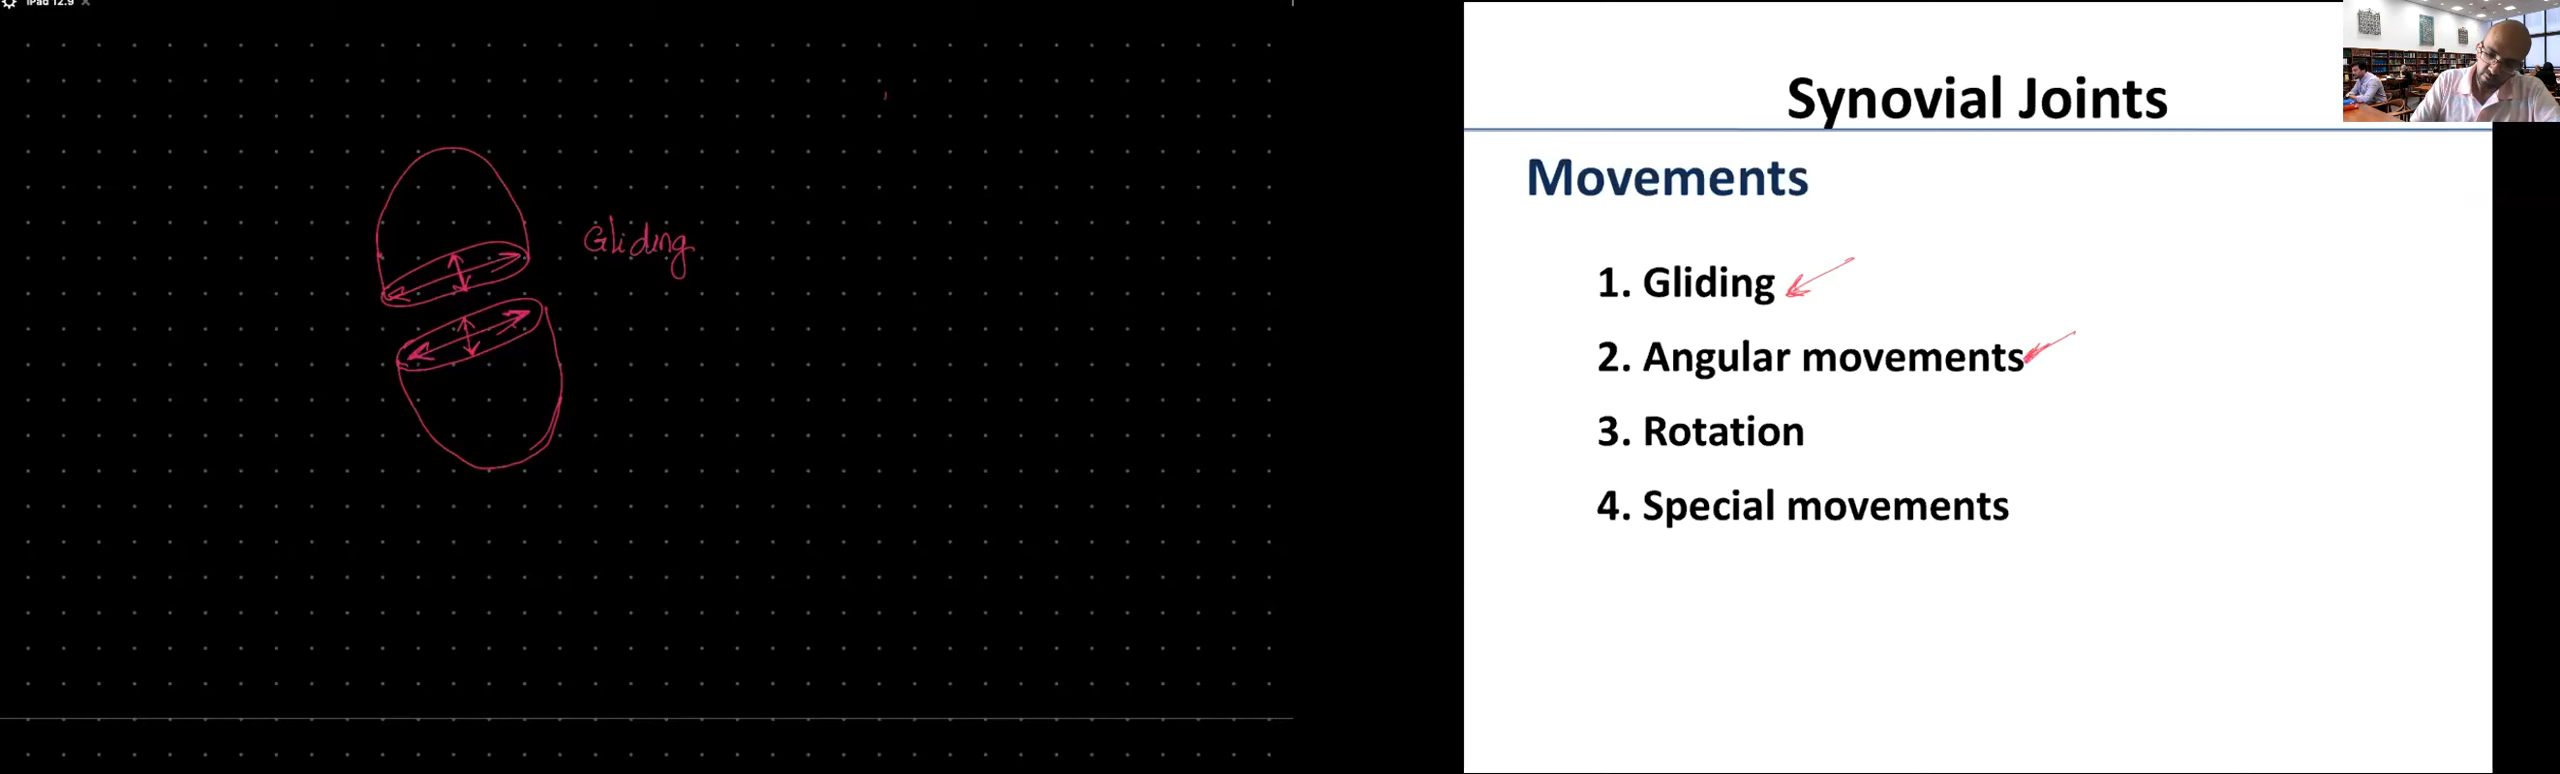 iPad 12.9
Gliding
Synovial Joints
Movements
1. Gliding
2. Angular movements
3. Rotation
4. Special movements